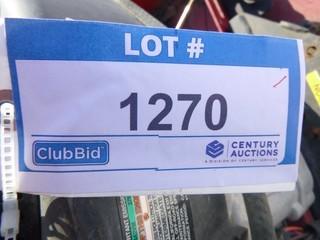 LOT #
1270
ClubBid
CENTURY
AUCTIONS
A DIVISION OF CENTURY SERVICES